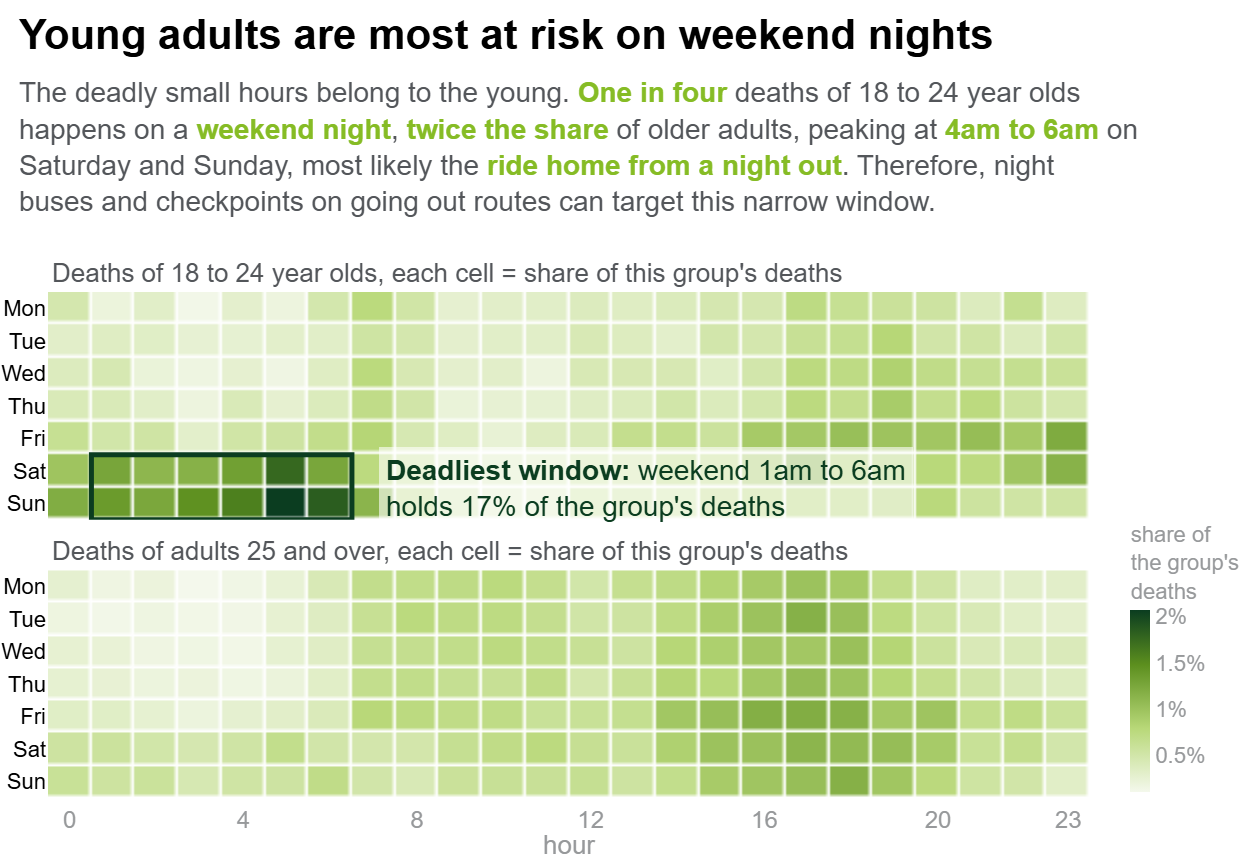 Young adults are most at risk on weekend nights
The deadly small hours belong to the young. One in four deaths of 18 to 24 year olds
happens on a weekend night, twice the share of older adults, peaking at 4am to 6am on
Saturday and Sunday, most likely the ride home from a night out. Therefore, night
buses and checkpoints on going out routes can target this narrow window.
Deaths of 18 to 24 year olds, each cell = share of this group's deaths
Mon
Tue
Wed
Thu
Fri
Sat
Sun
Deadliest window: weekend 1am to 6am
holds 17% of the group's deaths
Deaths of adults 25 and over, each cell = share of this group's deaths
Mon
Tue
Wed
Thu
Fri
Sat
Sun
0 4 8 12 16 20 23
hour
share of
the group's
deaths
2%
1.5%
1%
0.5%